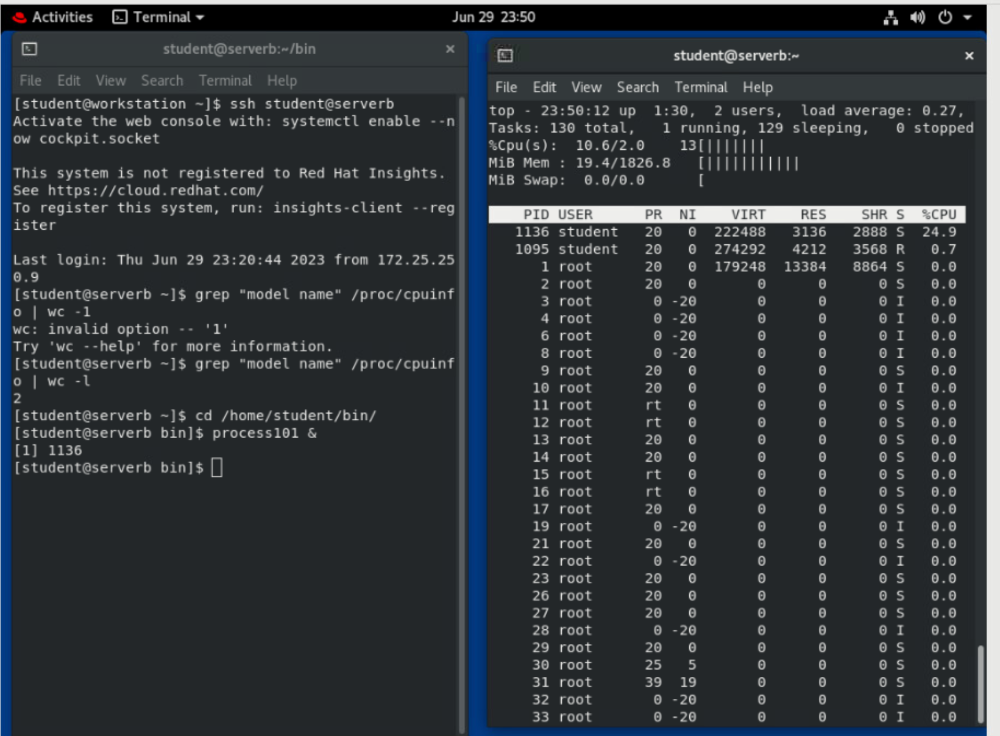 Activities Terminal Jun 29 23:50
student@serverb:~/bin ×
File Edit View Search Terminal Help
[student@workstation ~]$ ssh student@serverb
Activate the web console with: systemctl enable --n
ow cockpit.socket
This system is not registered to Red Hat Insights.
See https://cloud.redhat.com/
To register this system, run: insights-client --reg
ister
Last login: Thu Jun 29 23:20:44 2023 from 172.25.25
0.9
[student@serverb ~]$ grep "model name" /proc/cpuinf
o | wc -1
wc: invalid option -- '1'
Try 'wc --help' for more information.
[student@serverb ~]$ grep "model name" /proc/cpuinf
o | wc -l
2
[student@serverb ~]$ cd /home/student/bin/
[student@serverb bin]$ process101 &
[1] 1136
[student@serverb bin]$
student@serverb:~ ×
File Edit View Search Terminal Help
top - 23:50:12 up 1:30, 2 users, load average: 0.27,
Tasks: 130 total, 1 running, 129 sleeping, 0 stopped
%Cpu(s): 10.6/2.0 13[|||||||
MiB Mem : 19.4/1826.8 [|||||||||||
MiB Swap: 0.0/0.0 [
PID USER PR NI VIRT RES SHR S %CPU
1136 student 20 0 222488 3136 2888 S 24.9
1095 student 20 0 274292 4212 3568 R 0.7
1 root 20 0 179248 13384 8864 S 0.0
2 root 20 0 0 0 0 S 0.0
3 root 0 -20 0 0 0 I 0.0
4 root 0 -20 0 0 0 I 0.0
6 root 0 -20 0 0 0 I 0.0
8 root 0 -20 0 0 0 I 0.0
9 root 20 0 0 0 0 S 0.0
10 root 20 0 0 0 0 I 0.0
11 root rt 0 0 0 0 S 0.0
12 root rt 0 0 0 0 S 0.0
13 root 20 0 0 0 0 S 0.0
14 root 20 0 0 0 0 S 0.0
15 root rt 0 0 0 0 S 0.0
16 root rt 0 0 0 0 S 0.0
17 root 20 0 0 0 0 S 0.0
19 root 0 -20 0 0 0 I 0.0
21 root 20 0 0 0 0 S 0.0
22 root 0 -20 0 0 0 I 0.0
23 root 20 0 0 0 0 S 0.0
26 root 20 0 0 0 0 S 0.0
27 root 20 0 0 0 0 S 0.0
28 root 0 -20 0 0 0 I 0.0
29 root 20 0 0 0 0 S 0.0
30 root 25 5 0 0 0 S 0.0
31 root 39 19 0 0 0 S 0.0
32 root 0 -20 0 0 0 I 0.0
33 root 0 -20 0 0 0 I 0.0